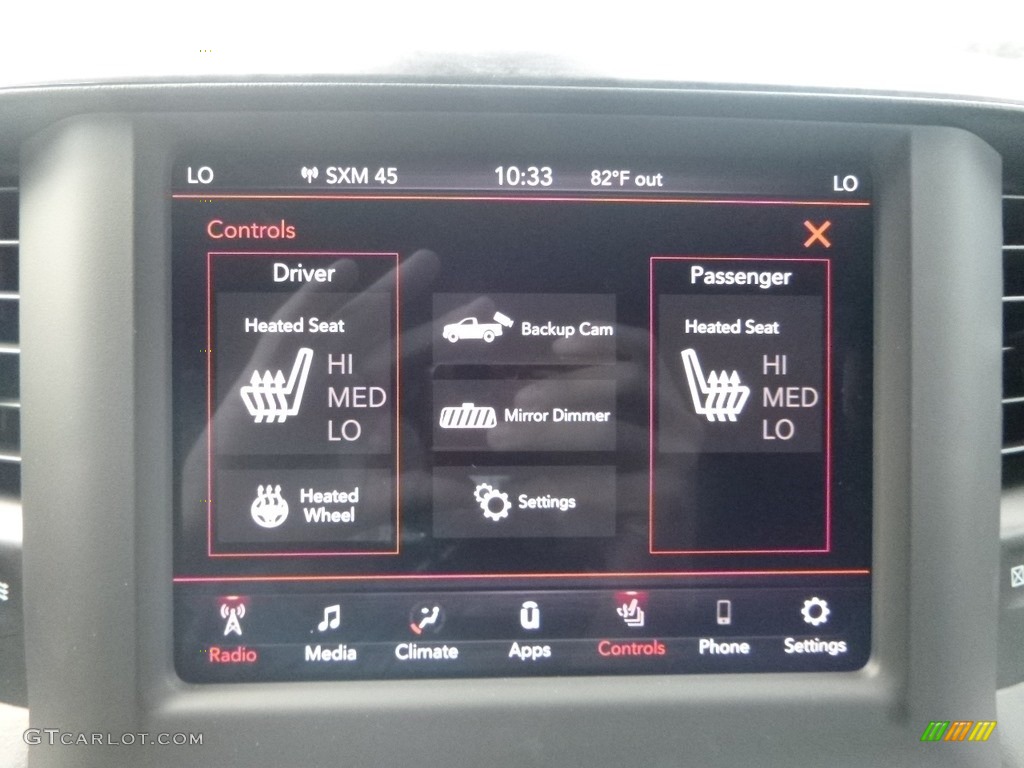 LO SXM 45 10:33 82°F out LO
Controls
Driver
Heated Seat
HI
MED
LO
Heated
Wheel
Backup Cam
Mirror Dimmer
Settings
Passenger
Heated Seat
HI
MED
LO
Radio Media Climate Apps Controls Phone Settings
GTCARLOT.COM